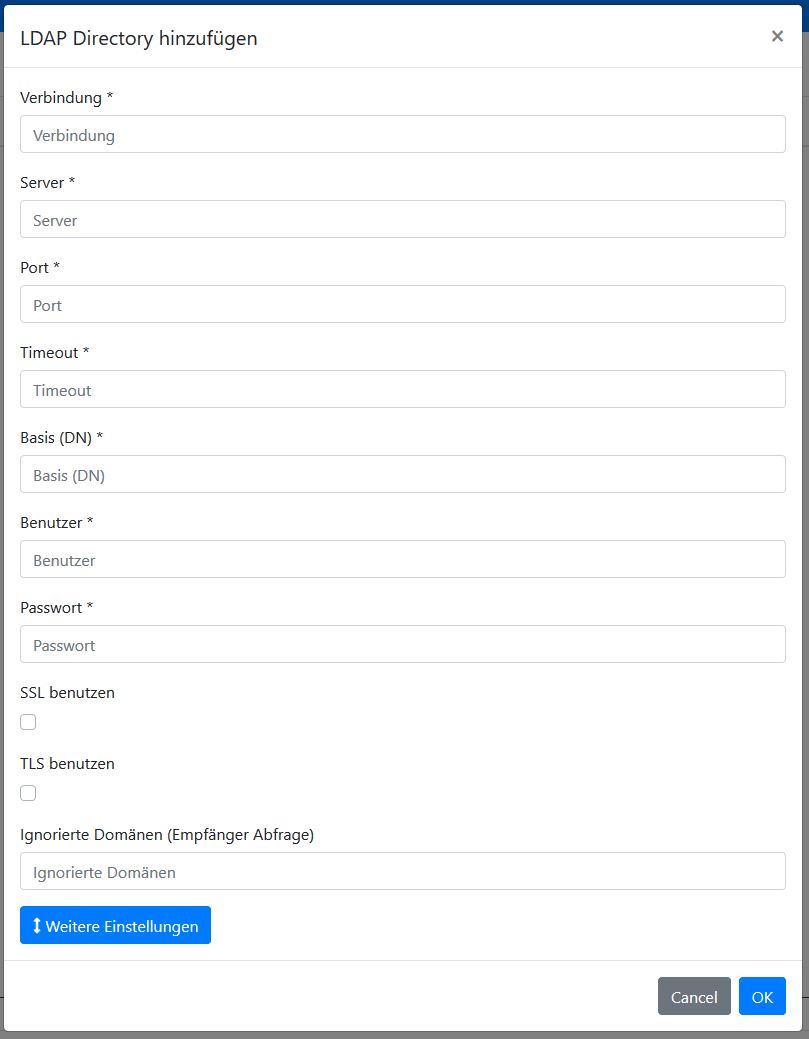 LDAP Directory hinzufügen
×
Verbindung *
Verbindung
Server *
Server
Port *
Port
Timeout *
Timeout
Basis (DN) *
Basis (DN)
Benutzer *
Benutzer
Passwort *
Passwort
SSL benutzen
TLS benutzen
Ignorierte Domänen (Empfänger Abfrage)
Ignorierte Domänen
Weitere Einstellungen
Cancel OK